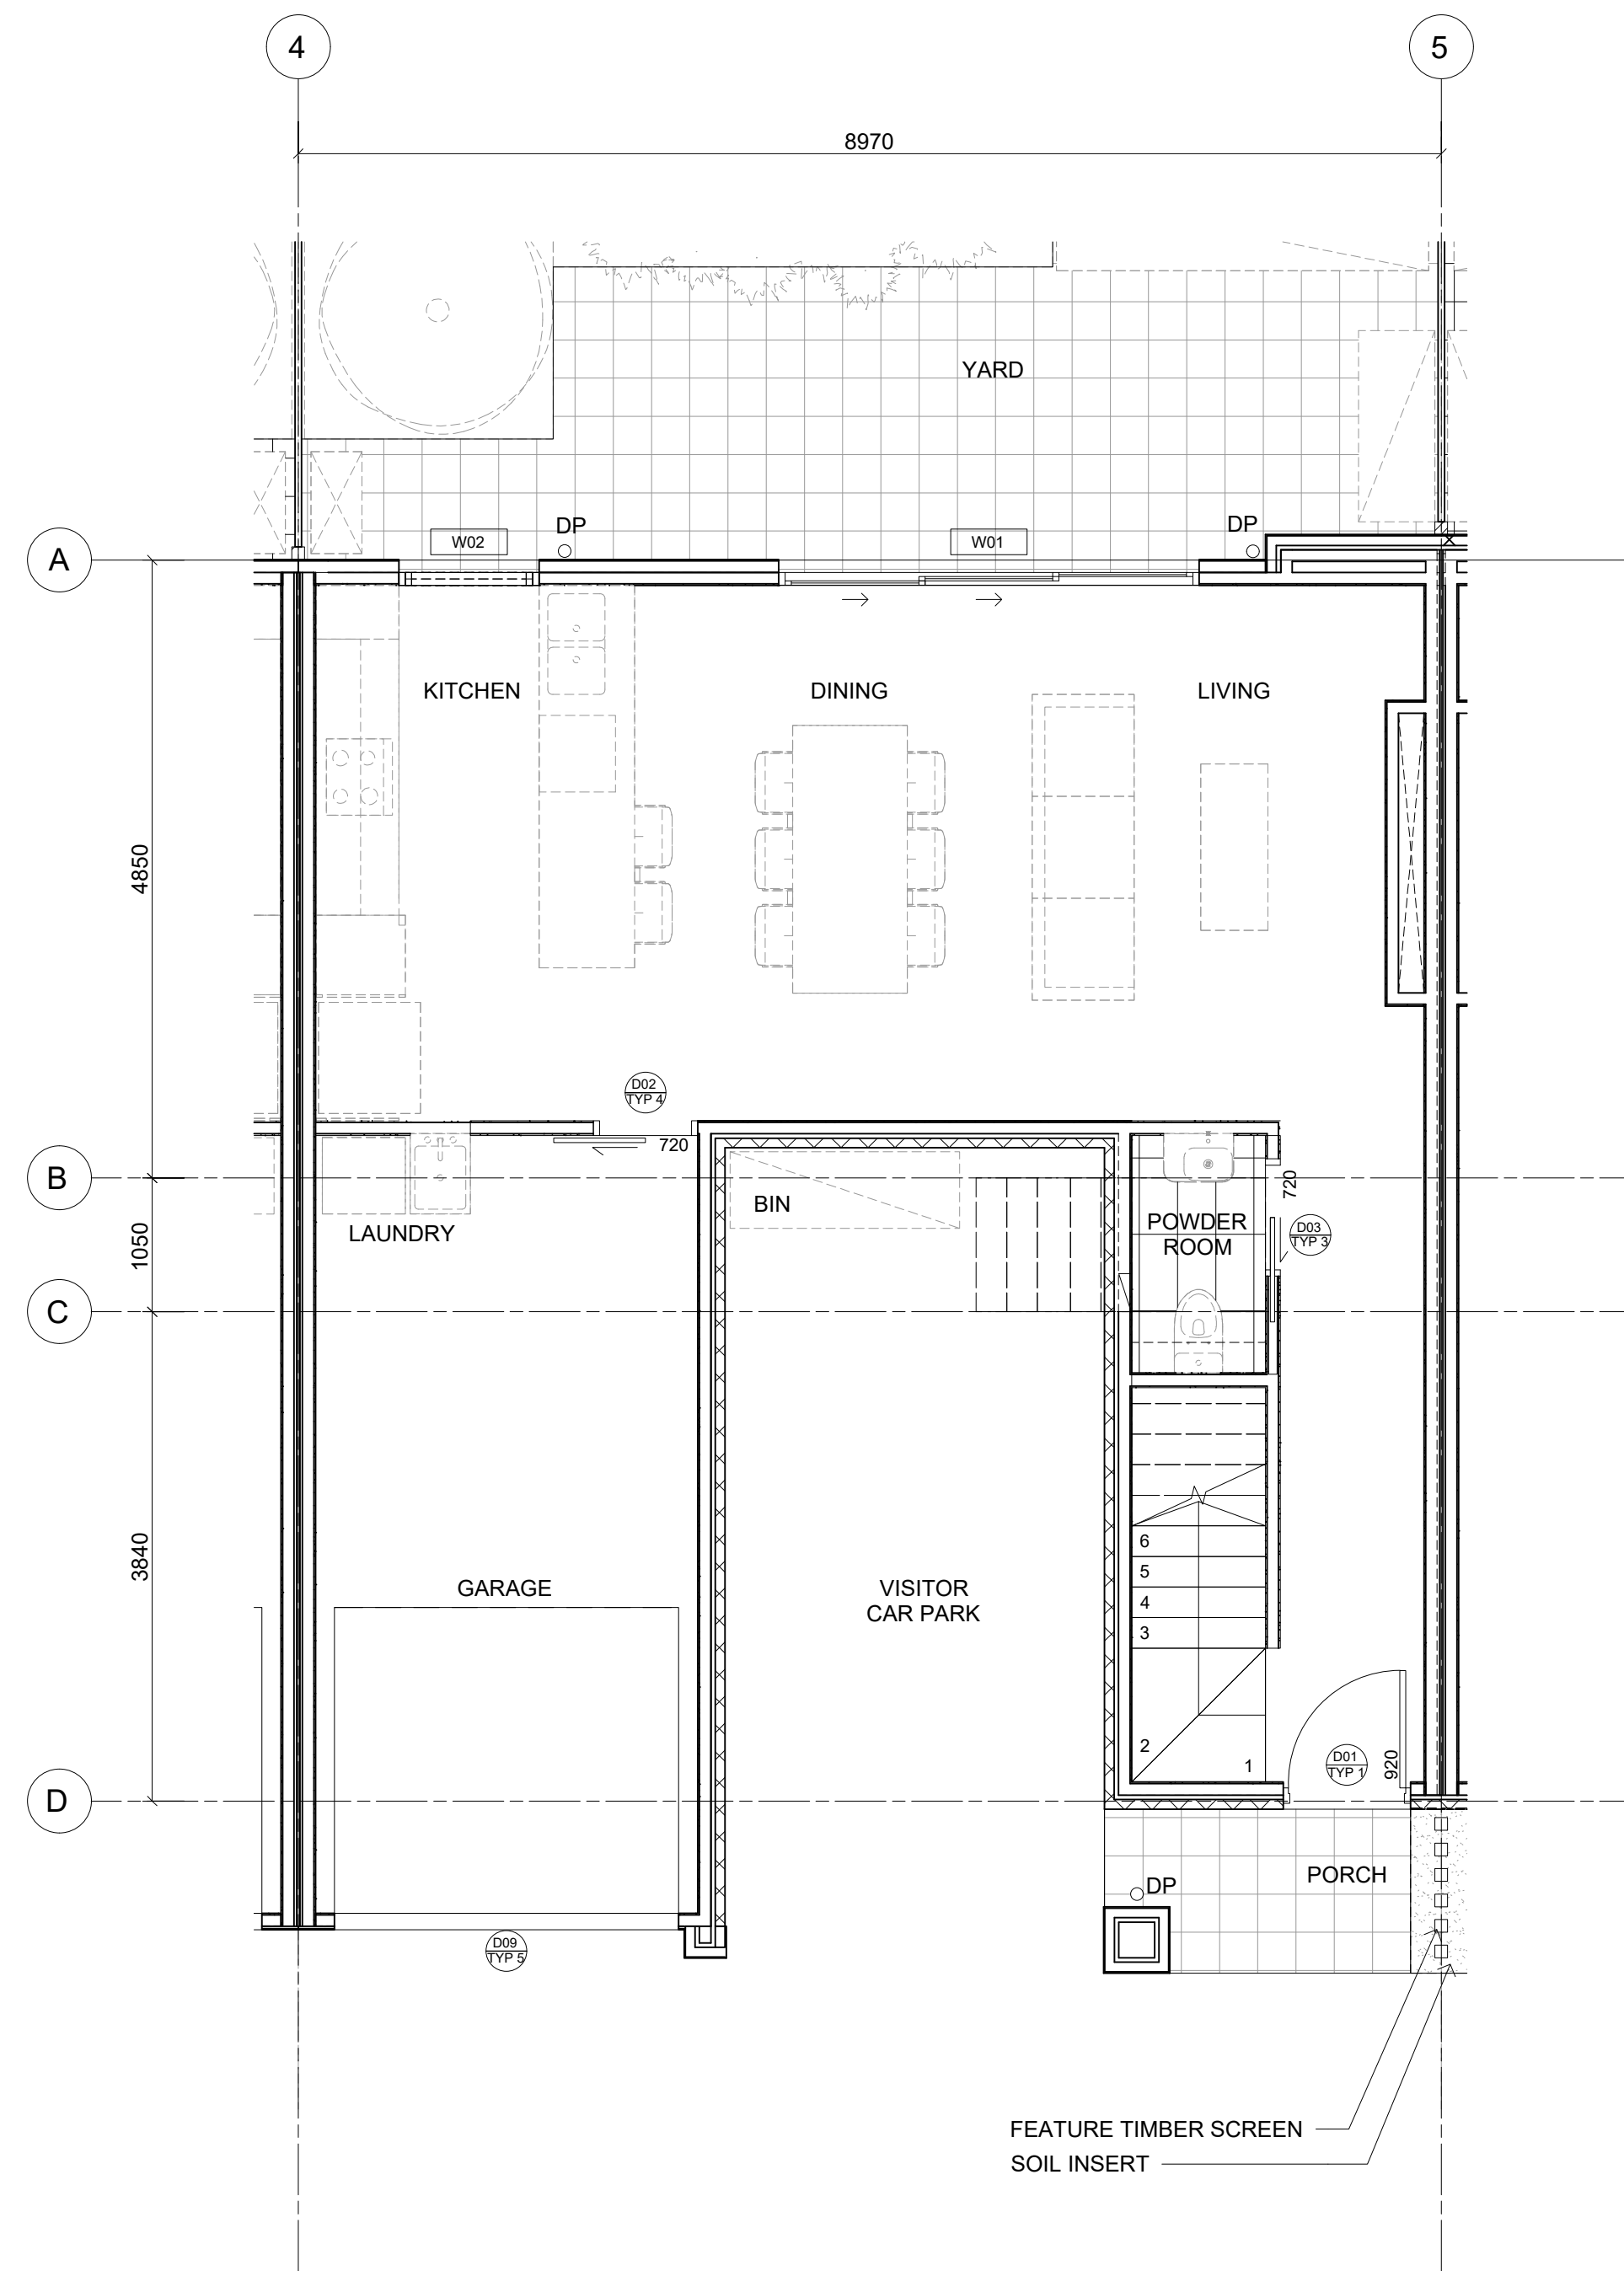 4
5
8970
YARD
W02
DP
W01
DP
A
KITCHEN
DINING
LIVING
4850
D02
TYP 4
720
B
BIN
720
LAUNDRY
POWDER
ROOM
D03
TYP 3
1050
C
6
5
4
3
3840
GARAGE
VISITOR
CAR PARK
2
1
D01
TYP 1
920
D
PORCH
DP
D09
TYP 5
FEATURE TIMBER SCREEN
SOIL INSERT